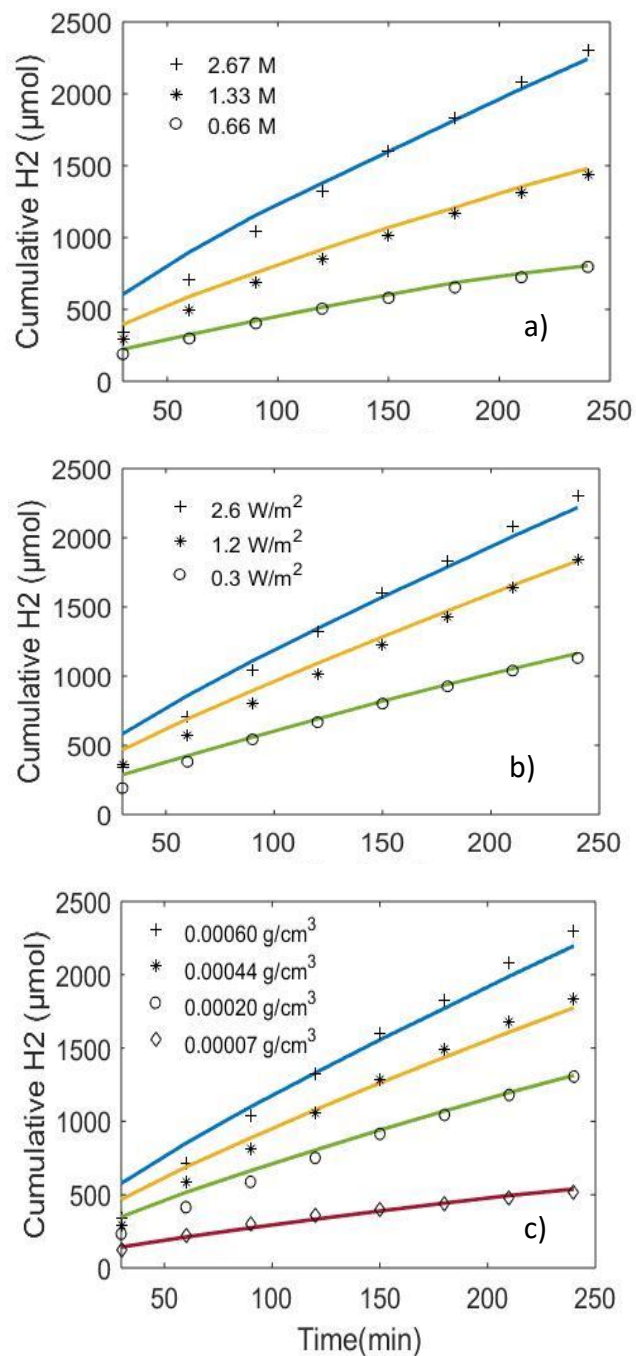 2500
2000
1500
1000
500
0
Cumulative H2 (µmol)
2.67 M
1.33 M
0.66 M
a)
50 100 150 200 250
2500
2000
1500
1000
500
0
Cumulative H2 (µmol)
2.6 W/m²
1.2 W/m²
0.3 W/m²
b)
50 100 150 200 250
2500
2000
1500
1000
500
0
Cumulative H2 (µmol)
0.00060 g/cm³
0.00044 g/cm³
0.00020 g/cm³
0.00007 g/cm³
c)
50 100 150 200 250
Time(min)